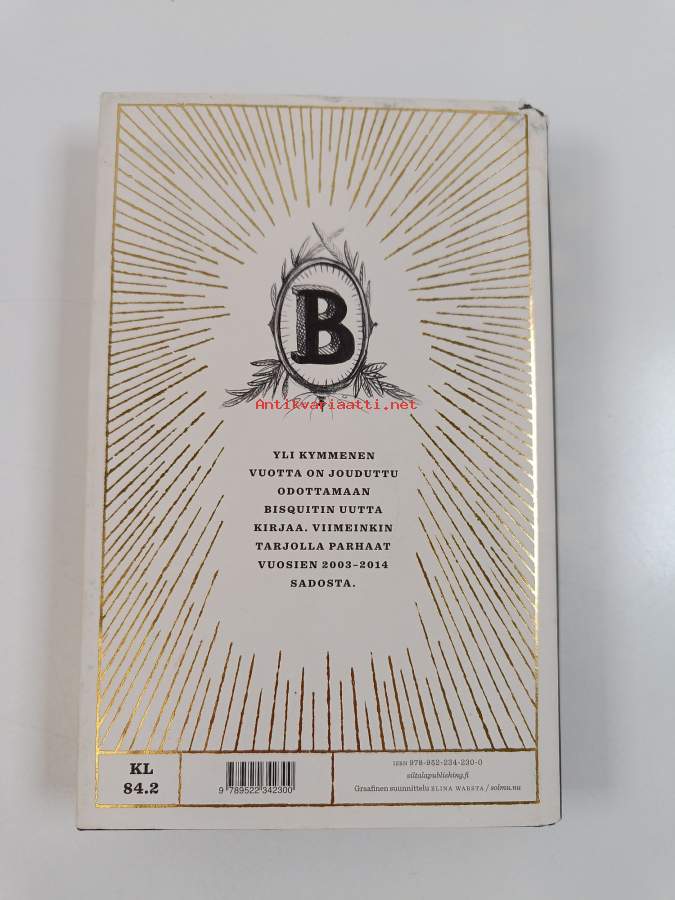 B
Antikvariaatti.net
YLI KYMMENEN
VUOTTA ON JOUDUTTU
ODOTTAMAAN
BISQUITIN UUTTA
KIRJAA. VIIMEINKIN
TARJOLLA PARHAAT
VUOSIEN 2003–2014
SADOSTA.
KL
84.2
9 789522 342300
ISBN 978-952-234-230-0
siltalapublishing.fi
Graafinen suunnittelu ELINA WARSTA / solmu.nu